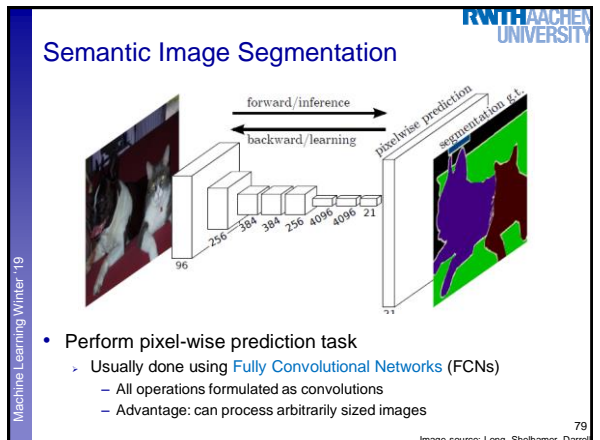 RWTHAACHEN
UNIVERSITY
Semantic Image Segmentation
forward/inference
backward/learning
pixelwise prediction
segmentation g.t.
96
256
384
384
256
4096
4096
21
21
• Perform pixel-wise prediction task
➢ Usually done using Fully Convolutional Networks (FCNs)
– All operations formulated as convolutions
– Advantage: can process arbitrarily sized images
Machine Learning Winter '19
79
Image source: Long, Shelhamer, Darrell